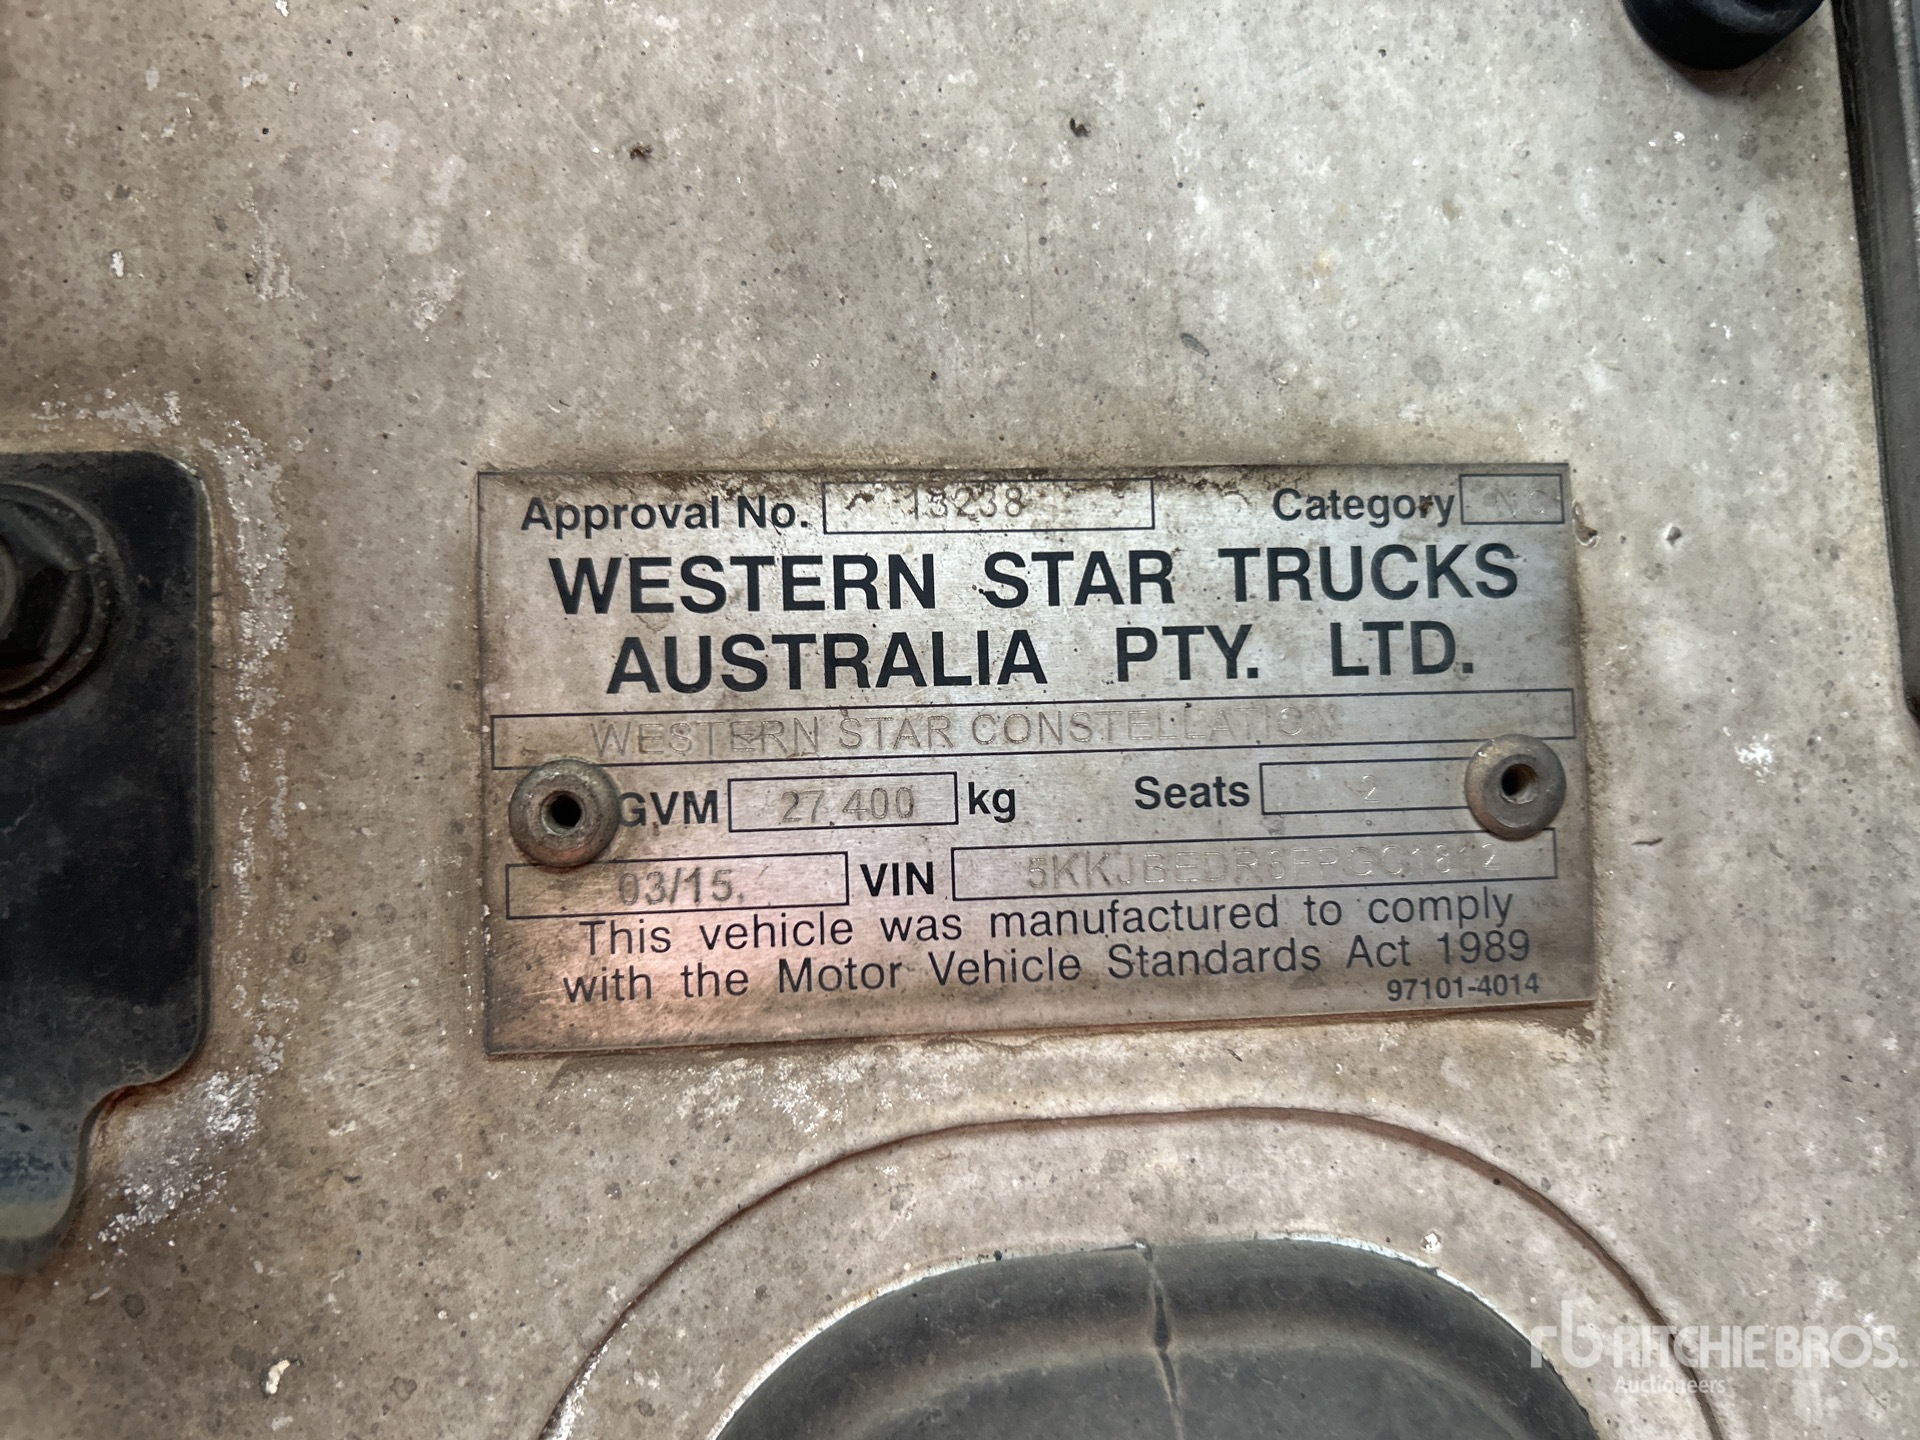 Approval No. 13238 Category NC
WESTERN STAR TRUCKS
AUSTRALIA PTY. LTD.
WESTERN STAR CONSTELLATION
GVM 27,400 kg Seats 2
03/15. VIN
This vehicle was manufactured to comply
with the Motor Vehicle Standards Act 1989
97101-4014
rb RITCHIE BROS.
Auctioneers